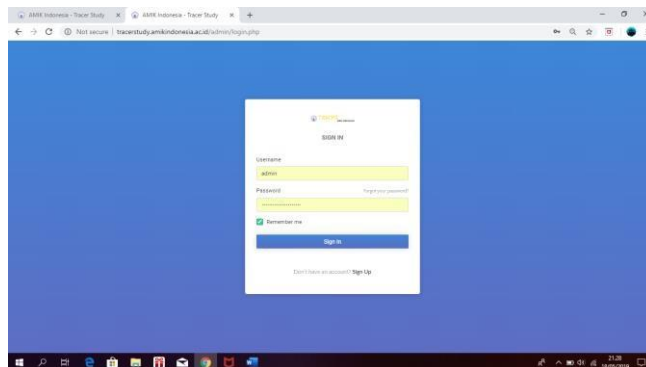 AMIK Indonesia - Tracer Study
AMIK Indonesia - Tracer Study
Not secure | tracerstudy.amikindonesia.ac.id/admin/login.php
SIGN IN
Username
admin
Password
Forgot your password?
Remember me
Sign in
Don't have an account? Sign Up
21.28